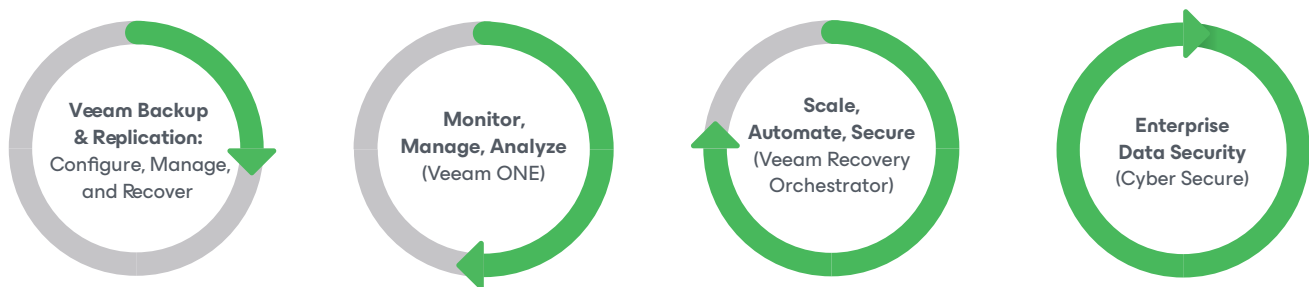 Veeam Backup
& Replication:
Configure, Manage,
and Recover
Monitor,
Manage, Analyze
(Veeam ONE)
Scale,
Automate, Secure
(Veeam Recovery
Orchestrator)
Enterprise
Data Security
(Cyber Secure)